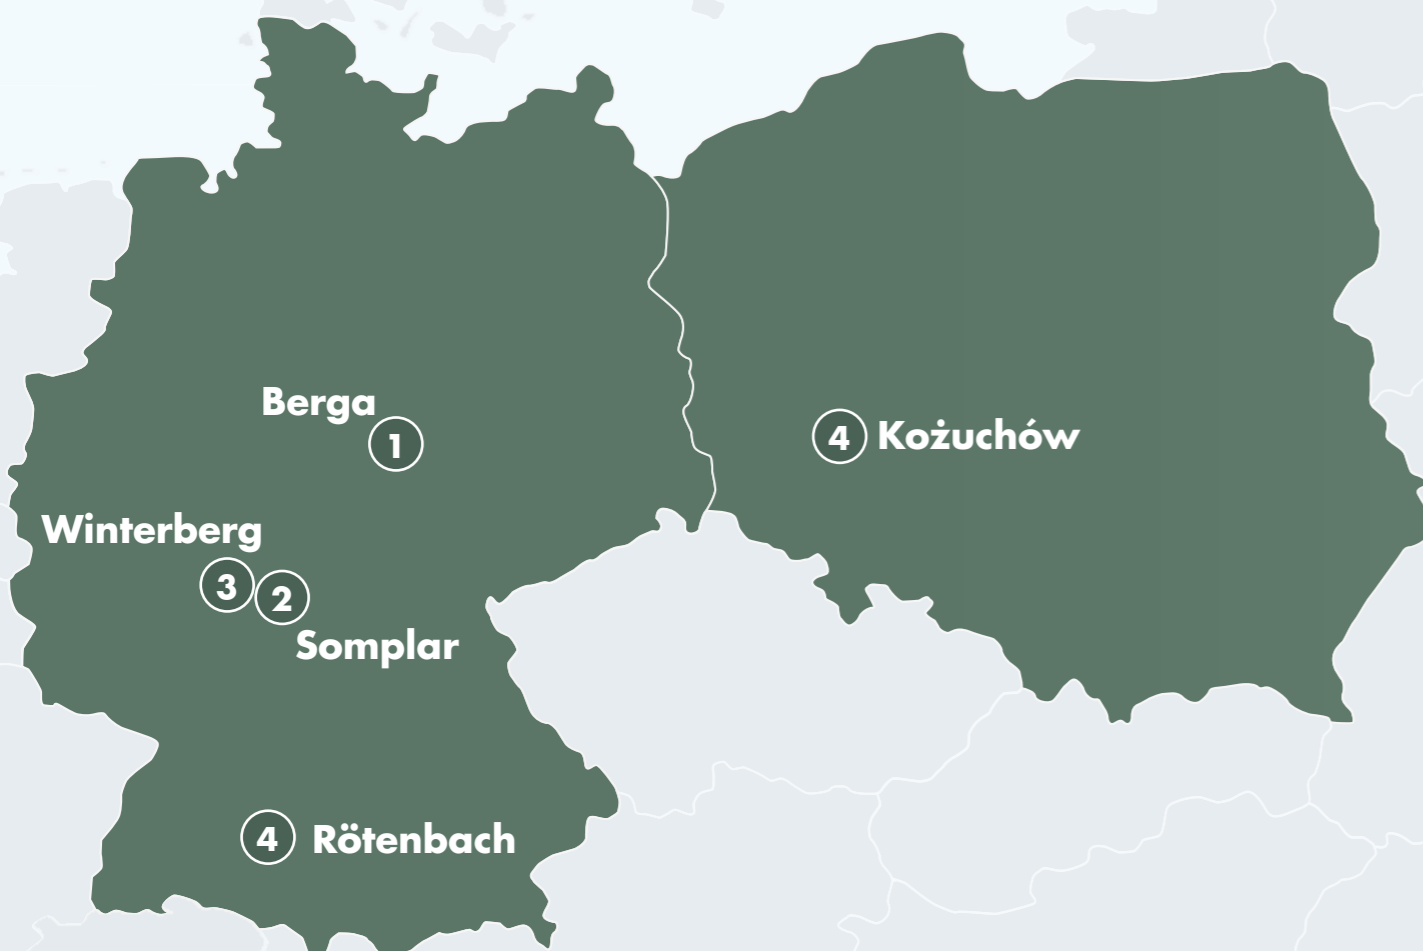 Berga
1
4 Kożuchów
Winterberg
3
2
Somplar
4 Rötenbach